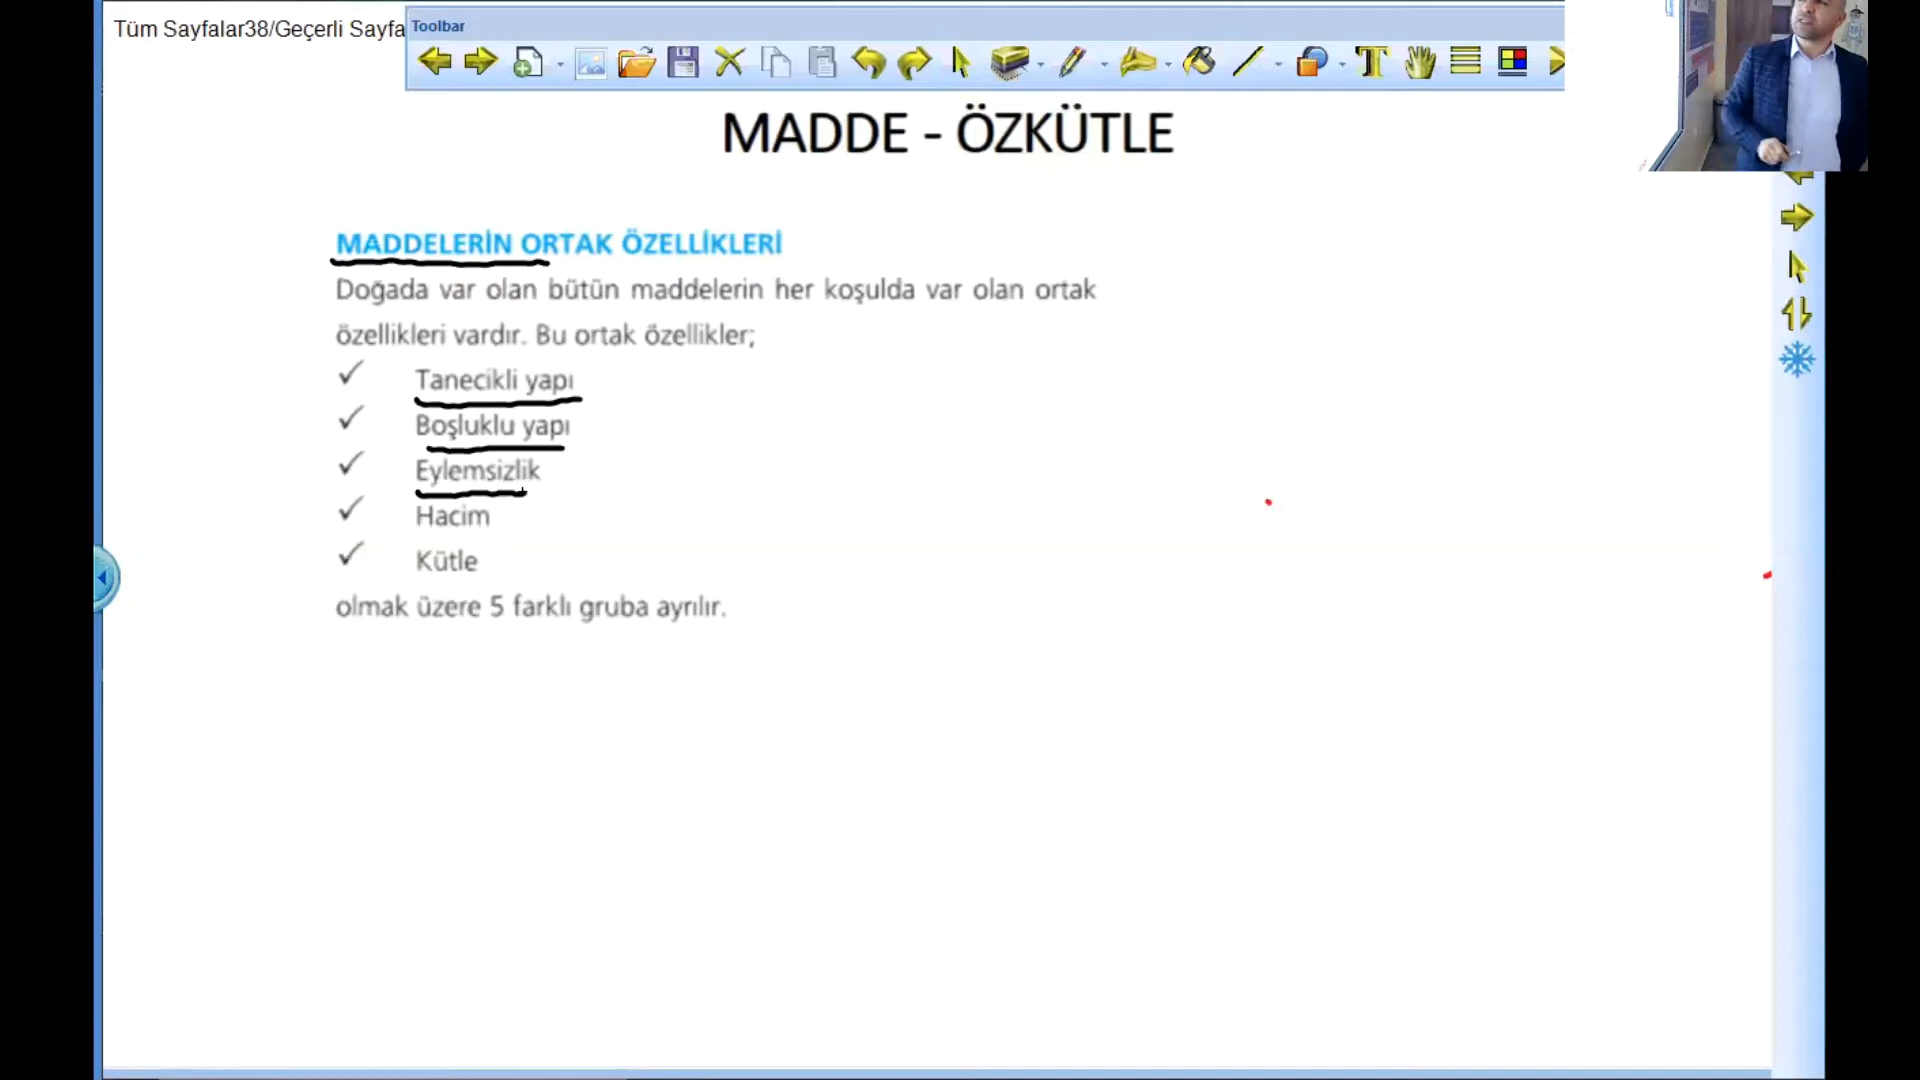 Tüm Sayfalar38/Geçerli Sayfa
Toolbar
MADDE - ÖZKÜTLE
MADDELERİN ORTAK ÖZELLİKLERİ
Doğada var olan bütün maddelerin her koşulda var olan ortak
özellikleri vardır. Bu ortak özellikler;
✓ Tanecikli yapı
✓ Boşluklu yapı
✓ Eylemsizlik
✓ Hacim
✓ Kütle
olmak üzere 5 farklı gruba ayrılır.